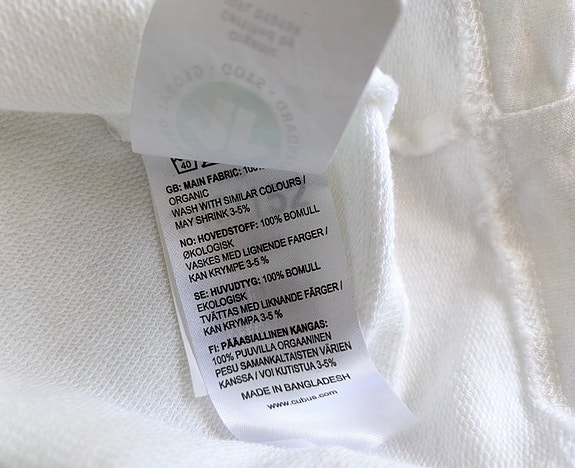 40
GB: MAIN FABRIC: 100%
ORGANIC
WASH WITH SIMILAR COLOURS /
MAY SHRINK 3-5%
NO: HOVEDSTOFF: 100% BOMULL
ØKOLOGISK
VASKES MED LIGNENDE FARGER /
KAN KRYMPE 3-5 %
SE: HUVUDTYG: 100% BOMULL
EKOLOGISK
TVÄTTAS MED LIKNANDE FÄRGER /
KAN KRYMPA 3-5 %
FI: PÄÄASIALLINEN KANGAS:
100% PUUVILLA ORGAANINEN
PESU SAMANKALTAISTEN VÄRIEN
KANSSA / VOI KUTISTUA 3-5%
MADE IN BANGLADESH
www.cubus.com